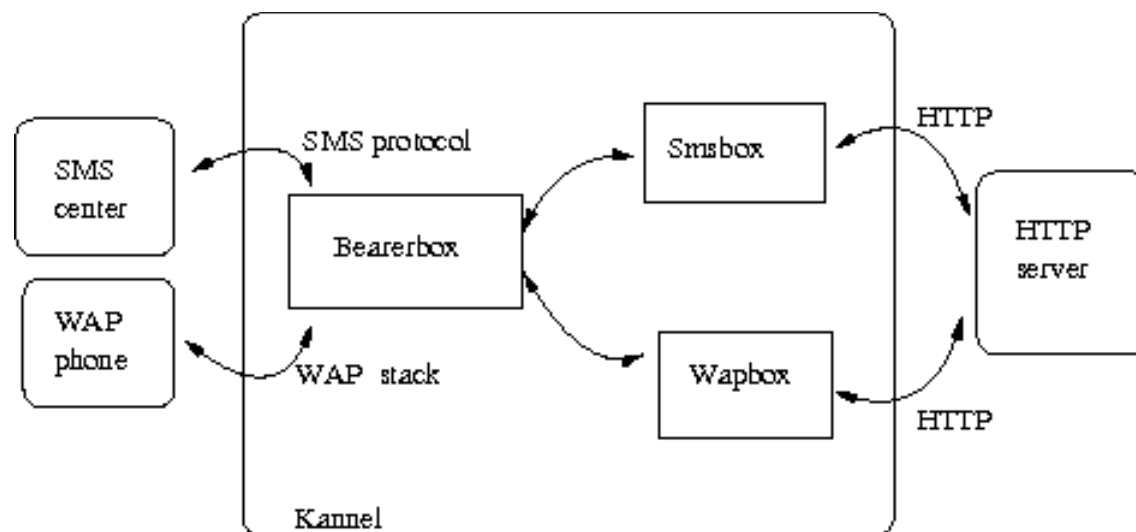 SMS
center
WAP
phone
SMS protocol
Bearerbox
WAP stack
Smsbox
Wapbox
Kannel
HTTP
HTTP
server
HTTP